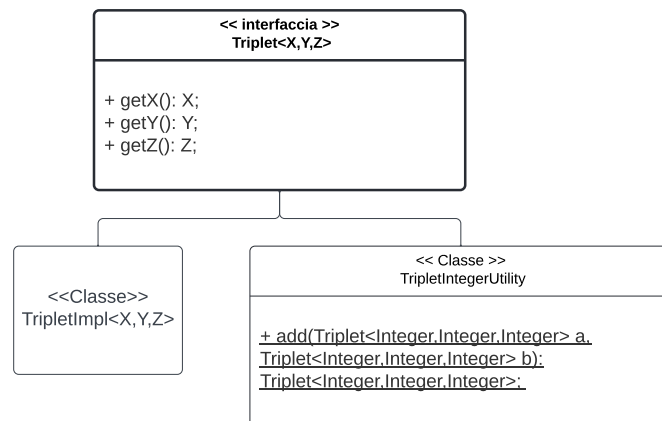 << interfaccia >>
Triplet<X,Y,Z>
+ getX(): X;
+ getY(): Y;
+ getZ(): Z;
<<Classe>>
TripletImpl<X,Y,Z>
<< Classe >>
TripletIntegerUtility
+ add(Triplet<Integer,Integer,Integer> a,
Triplet<Integer,Integer,Integer> b):
Triplet<Integer,Integer,Integer>;